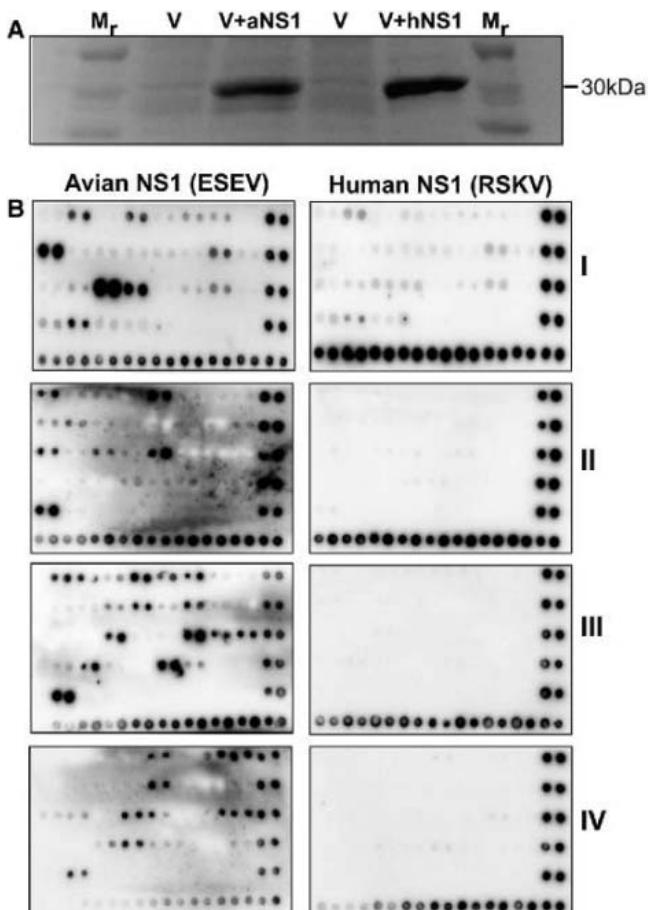 A
Mr V V+aNS1 V V+hNS1 Mr
30kDa
Avian NS1 (ESEV) Human NS1 (RSKV)
B
I
II
III
IV